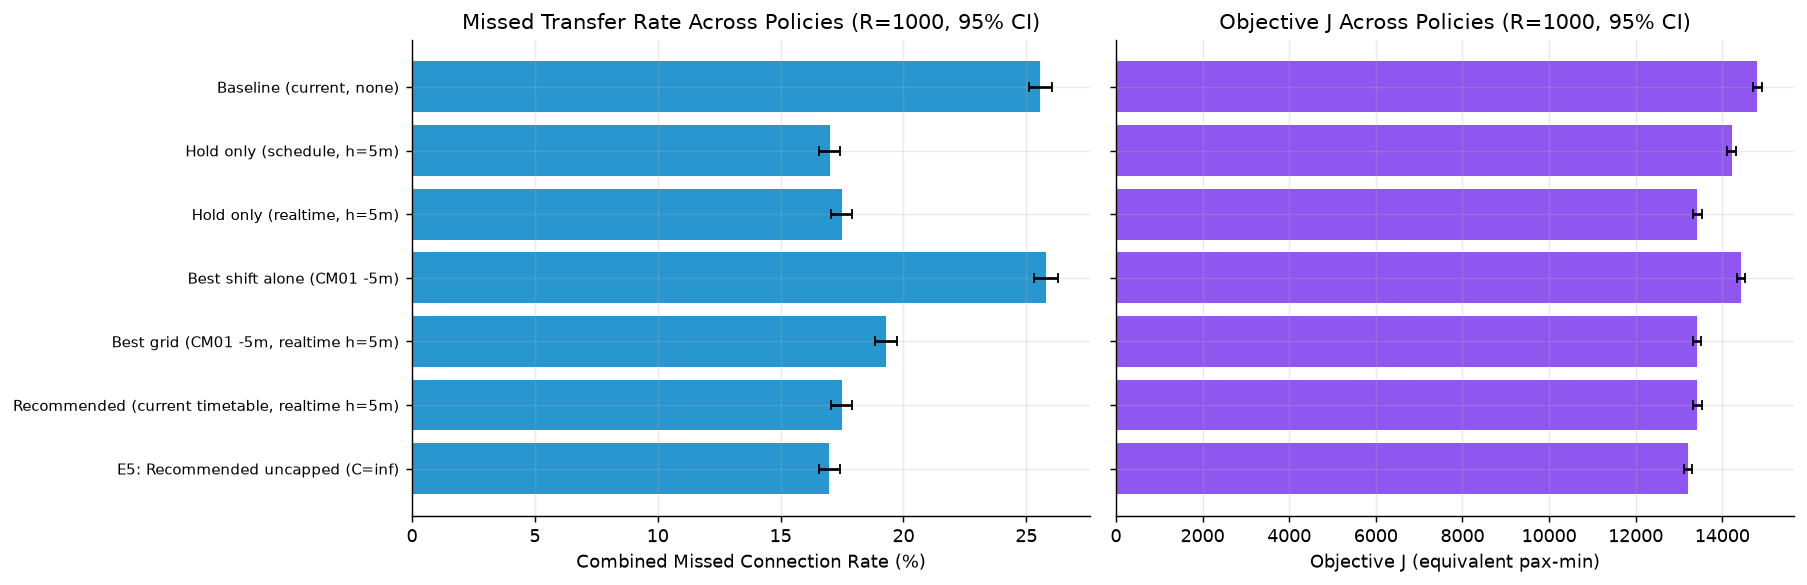 Missed Transfer Rate Across Policies (R=1000, 95% CI)
Baseline (current, none)
Hold only (schedule, h=5m)
Hold only (realtime, h=5m)
Best shift alone (CM01 -5m)
Best grid (CM01 -5m, realtime h=5m)
Recommended (current timetable, realtime h=5m)
E5: Recommended uncapped (C=inf)
0 5 10 15 20 25
Combined Missed Connection Rate (%)
Objective J Across Policies (R=1000, 95% CI)
0 2000 4000 6000 8000 10000 12000 14000
Objective J (equivalent pax-min)